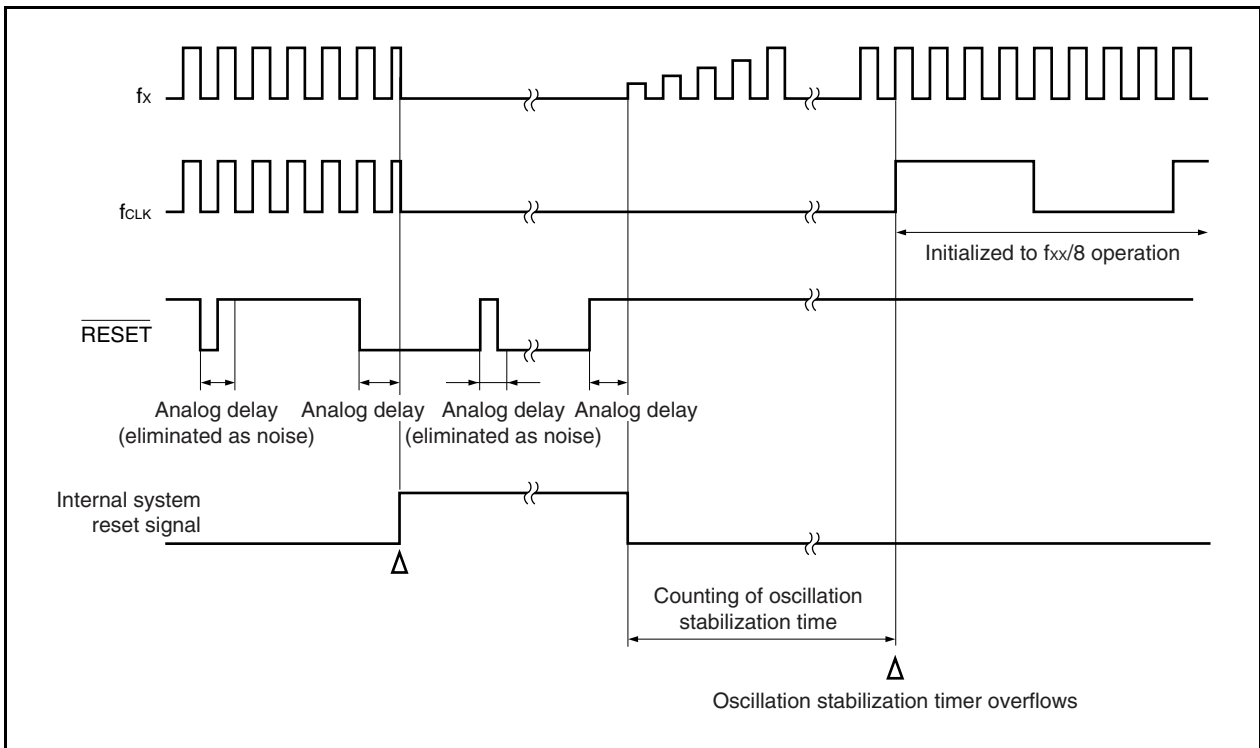 fX
fCLK
Initialized to fXX/8 operation
RESET
Analog delay
(eliminated as noise)
Analog delay
Analog delay
(eliminated as noise)
Analog delay
Internal system
reset signal
Counting of oscillation
stabilization time
Oscillation stabilization timer overflows